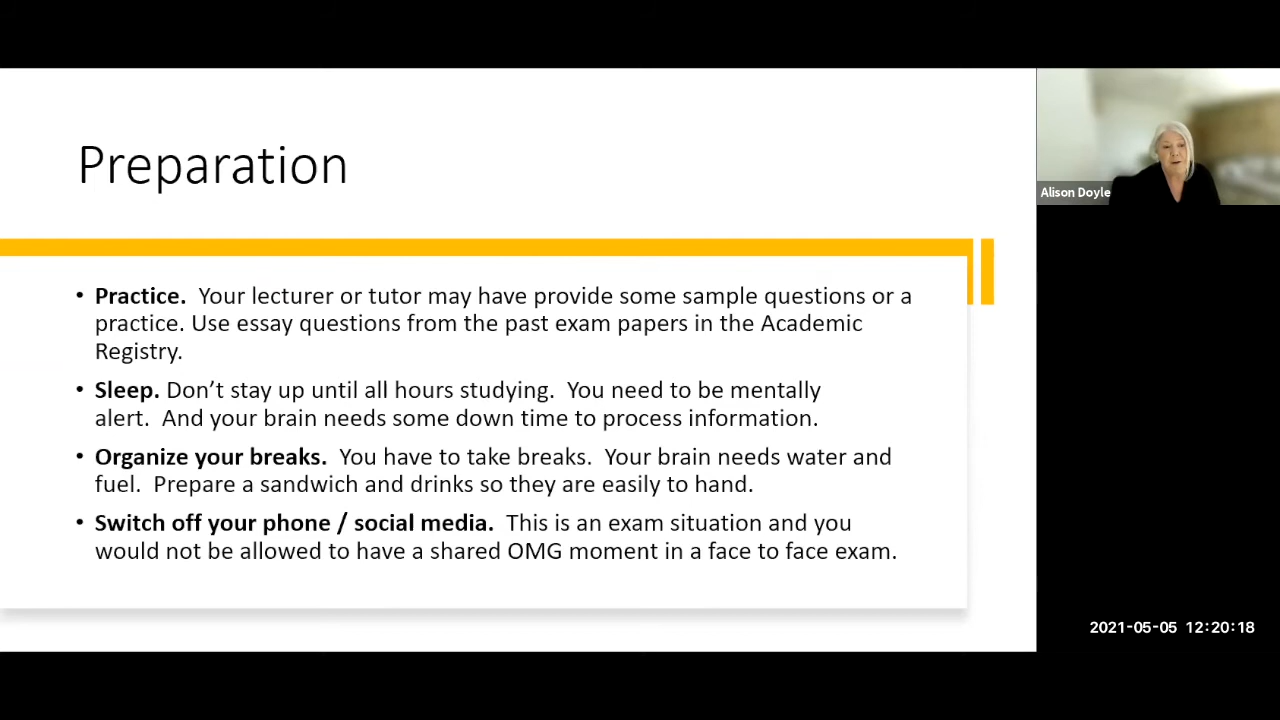 Preparation
• Practice.  Your lecturer or tutor may have provide some sample questions or a
practice. Use essay questions from the past exam papers in the Academic
Registry.
• Sleep. Don’t stay up until all hours studying.  You need to be mentally
alert.  And your brain needs some down time to process information.
• Organize your breaks.  You have to take breaks.  Your brain needs water and
fuel.  Prepare a sandwich and drinks so they are easily to hand.
• Switch off your phone / social media.  This is an exam situation and you
would not be allowed to have a shared OMG moment in a face to face exam.
Alison Doyle
2021-05-05 12:20:18